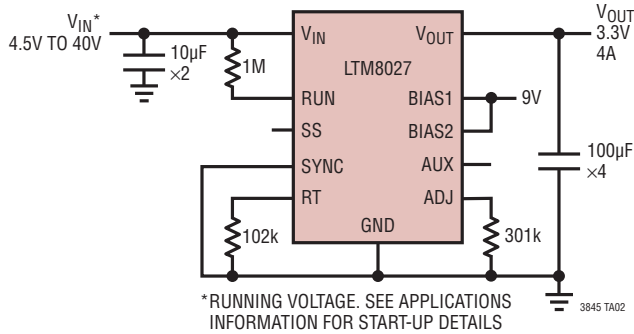 VIN*
4.5V TO 40V
10µF
×2
1M
VIN
RUN
SS
SYNC
RT
LTM8027
GND
VOUT
BIAS1
BIAS2
AUX
ADJ
102k
301k
9V
VOUT
3.3V
4A
100µF
×4
*RUNNING VOLTAGE. SEE APPLICATIONS
INFORMATION FOR START-UP DETAILS
3845 TA02